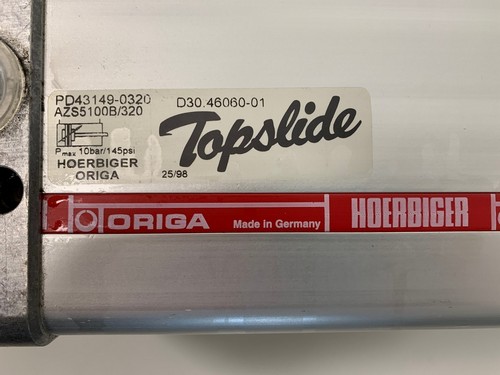 PD43149-0320 D30.46060-01
AZS5100B/320
Topslide
Pmax 10bar/145psi
HOERBIGER
ORIGA 25/98
ORIGA Made in Germany HOERBIGER